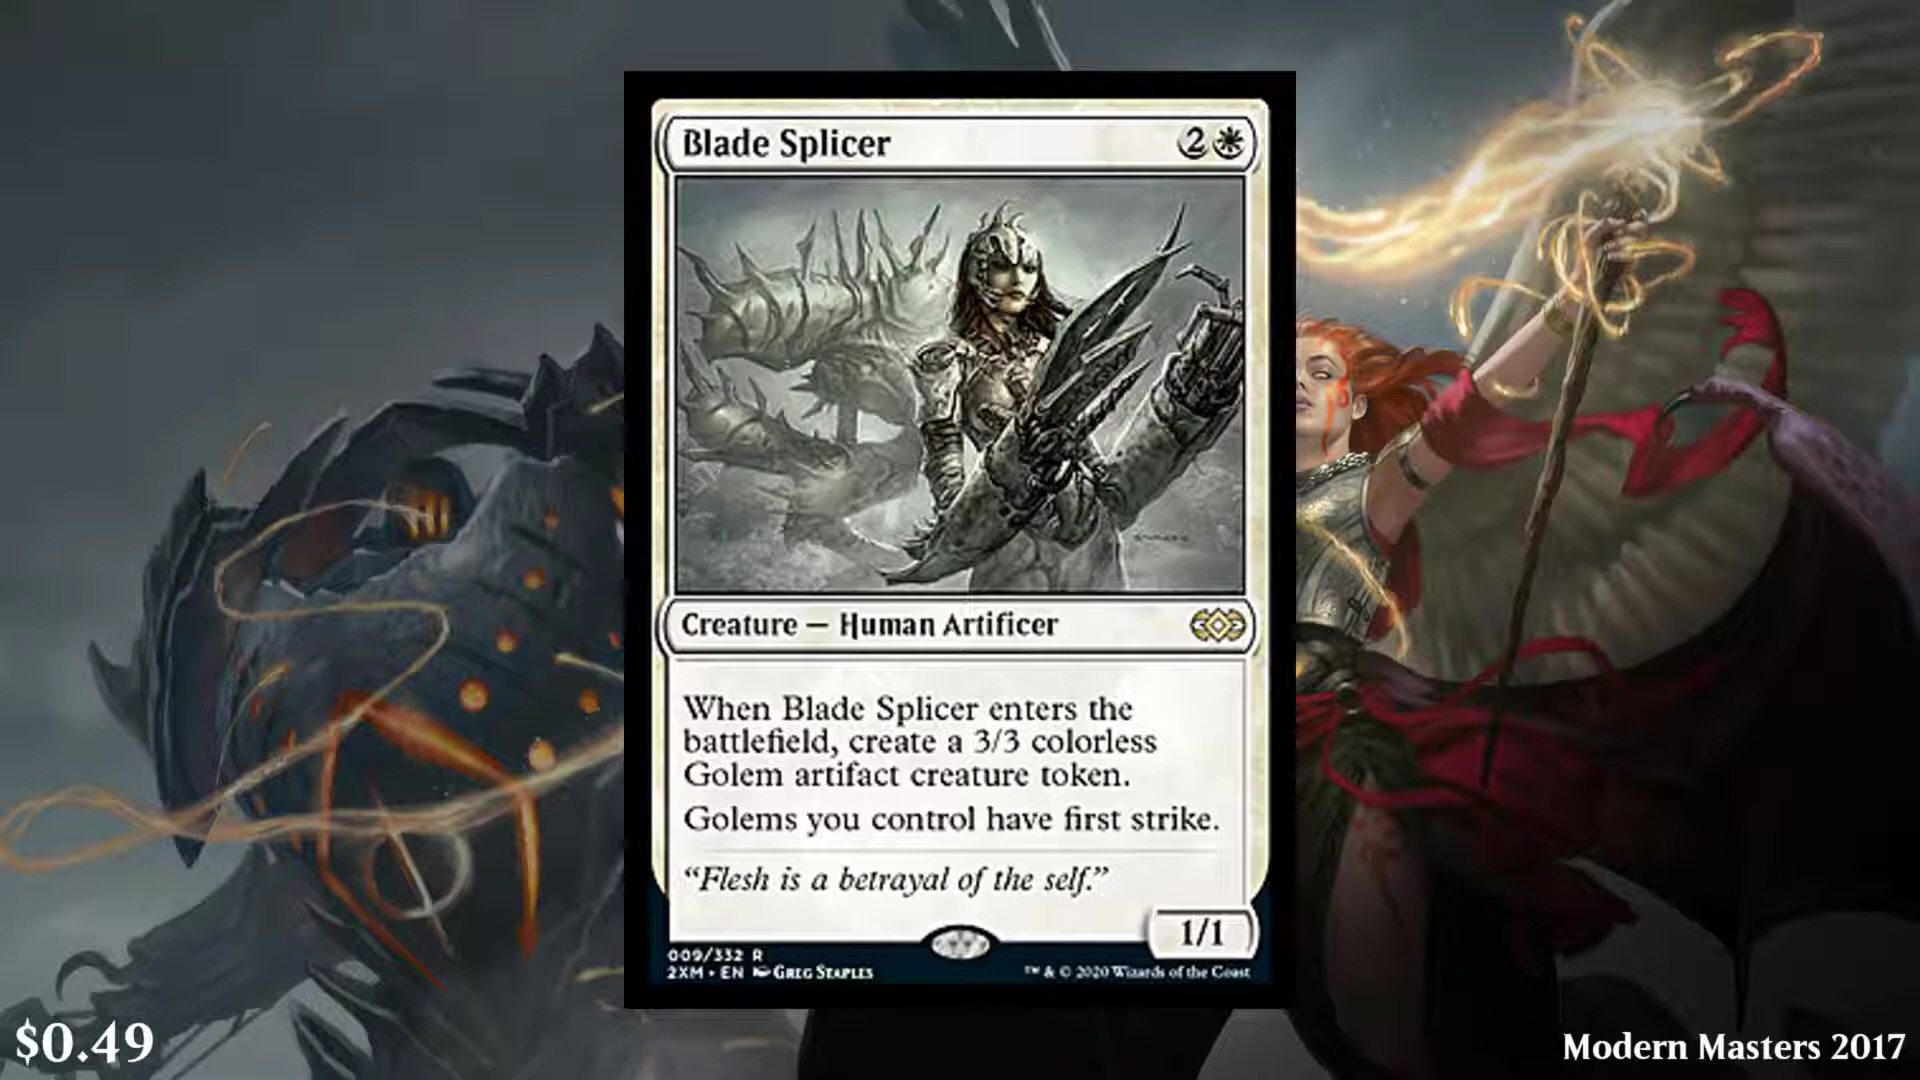 Blade Splicer 2
Creature — Human Artificer
When Blade Splicer enters the
battlefield, create a 3/3 colorless
Golem artifact creature token.
Golems you control have first strike.
“Flesh is a betrayal of the self.”
1/1
009/332 R
2XM • EN Greg Staples
™ & © 2020 Wizards of the Coast
$0.49
Modern Masters 2017